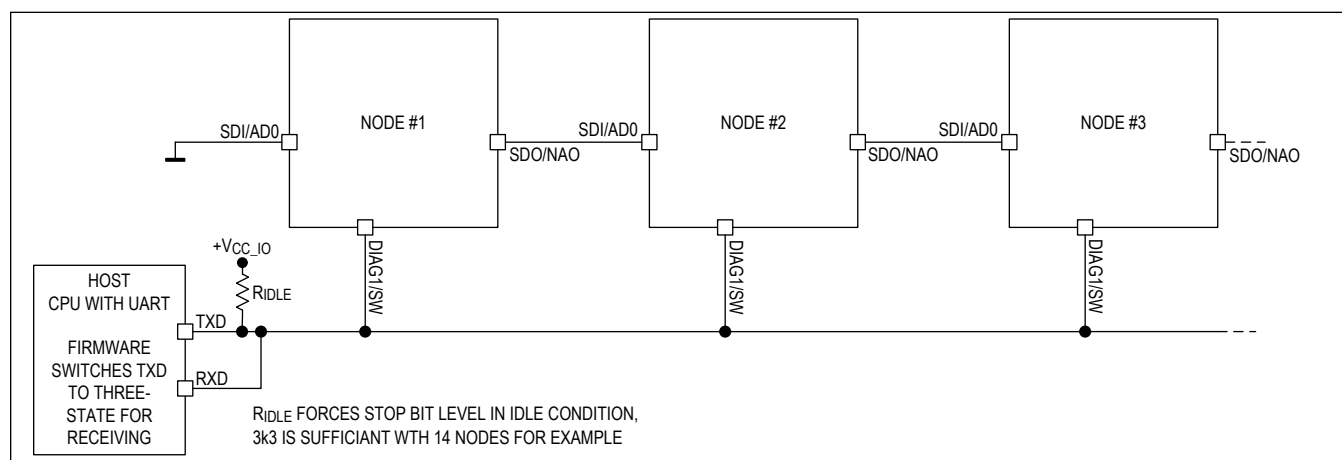 NODE #1
NODE #2
NODE #3
SDI/AD0
SDO/NAO
SDI/AD0
SDO/NAO
SDI/AD0
SDO/NAO
DIAG1/SW
DIAG1/SW
DIAG1/SW
+VCC_IO
RIDLE
HOST
CPU WITH UART
FIRMWARE
SWITCHES TXD
TO THREE-
STATE FOR
RECEIVING
TXD
RXD
RIDLE FORCES STOP BIT LEVEL IN IDLE CONDITION,
3k3 IS SUFFICIANT WTH 14 NODES FOR EXAMPLE